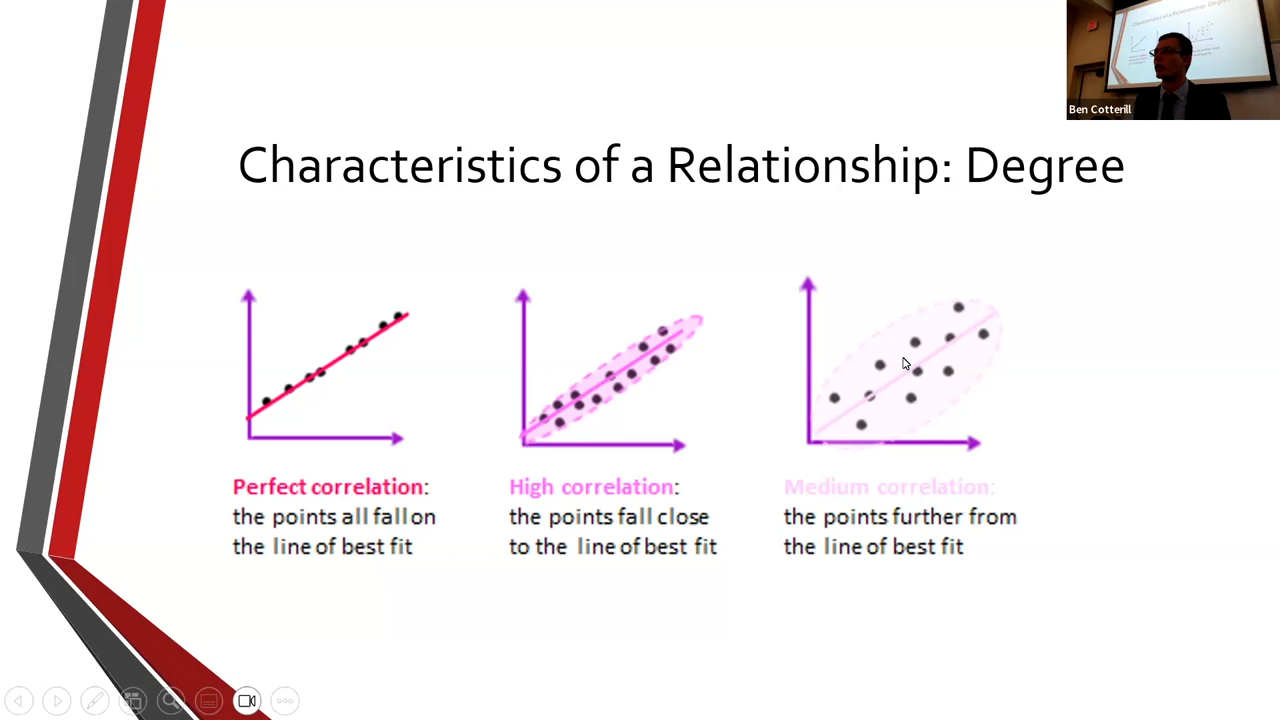 Ben Cotterill
Characteristics of a Relationship: Degree
Perfect correlation:
the points all fall on
the line of best fit
High correlation:
the points fall close
to the line of best fit
Medium correlation:
the points further from
the line of best fit